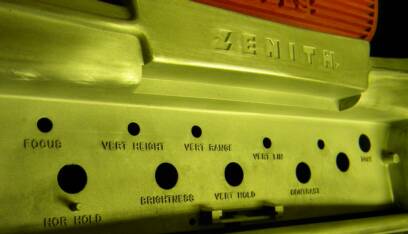 ZENITH
FOCUS
VERT HEIGHT
VERT RANGE
VERT LIN
BRIGHTNESS
VERT HOLD
CONTRAST
HOR HOLD